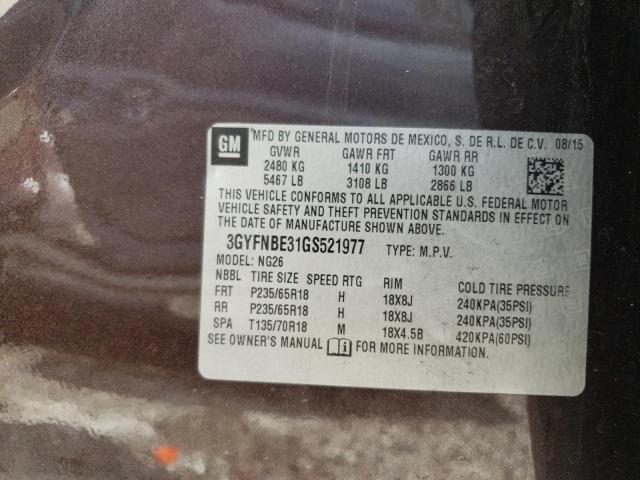 GM MFD BY GENERAL MOTORS DE MEXICO, S. DE R.L. DE C.V. 08/15
GVWR GAWR FRT GAWR RR
2480 KG 1410 KG 1300 KG
5467 LB 3108 LB 2866 LB
THIS VEHICLE CONFORMS TO ALL APPLICABLE U.S. FEDERAL MOTOR
VEHICLE SAFETY AND THEFT PREVENTION STANDARDS IN EFFECT ON
THE DATE OF MANUFACTURE SHOWN ABOVE.
3GYFNBE31GS521977 TYPE: M.P.V.
MODEL: NG26
NBBL TIRE SIZE SPEED RTG RIM COLD TIRE PRESSURE
FRT P235/65R18 H 18X8J 240KPA(35PSI)
RR P235/65R18 H 18X8J 240KPA(35PSI)
SPA T135/70R18 M 18X4.5B 420KPA(60PSI)
SEE OWNER'S MANUAL i FOR MORE INFORMATION.